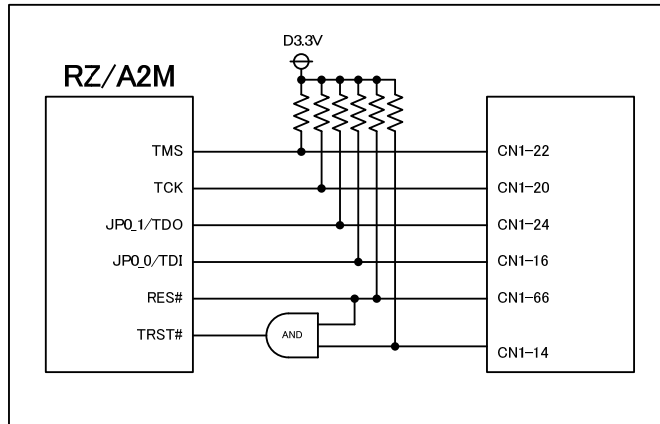 D3.3V
RZ/A2M
TMS
CN1-22
TCK
CN1-20
JP0_1/TDO
CN1-24
JP0_0/TDI
CN1-16
RES#
CN1-66
TRST#
AND
CN1-14